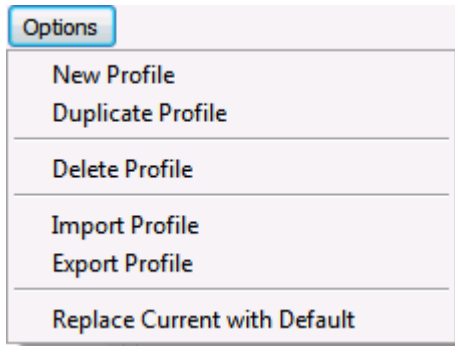 Options
New Profile
Duplicate Profile
Delete Profile
Import Profile
Export Profile
Replace Current with Default